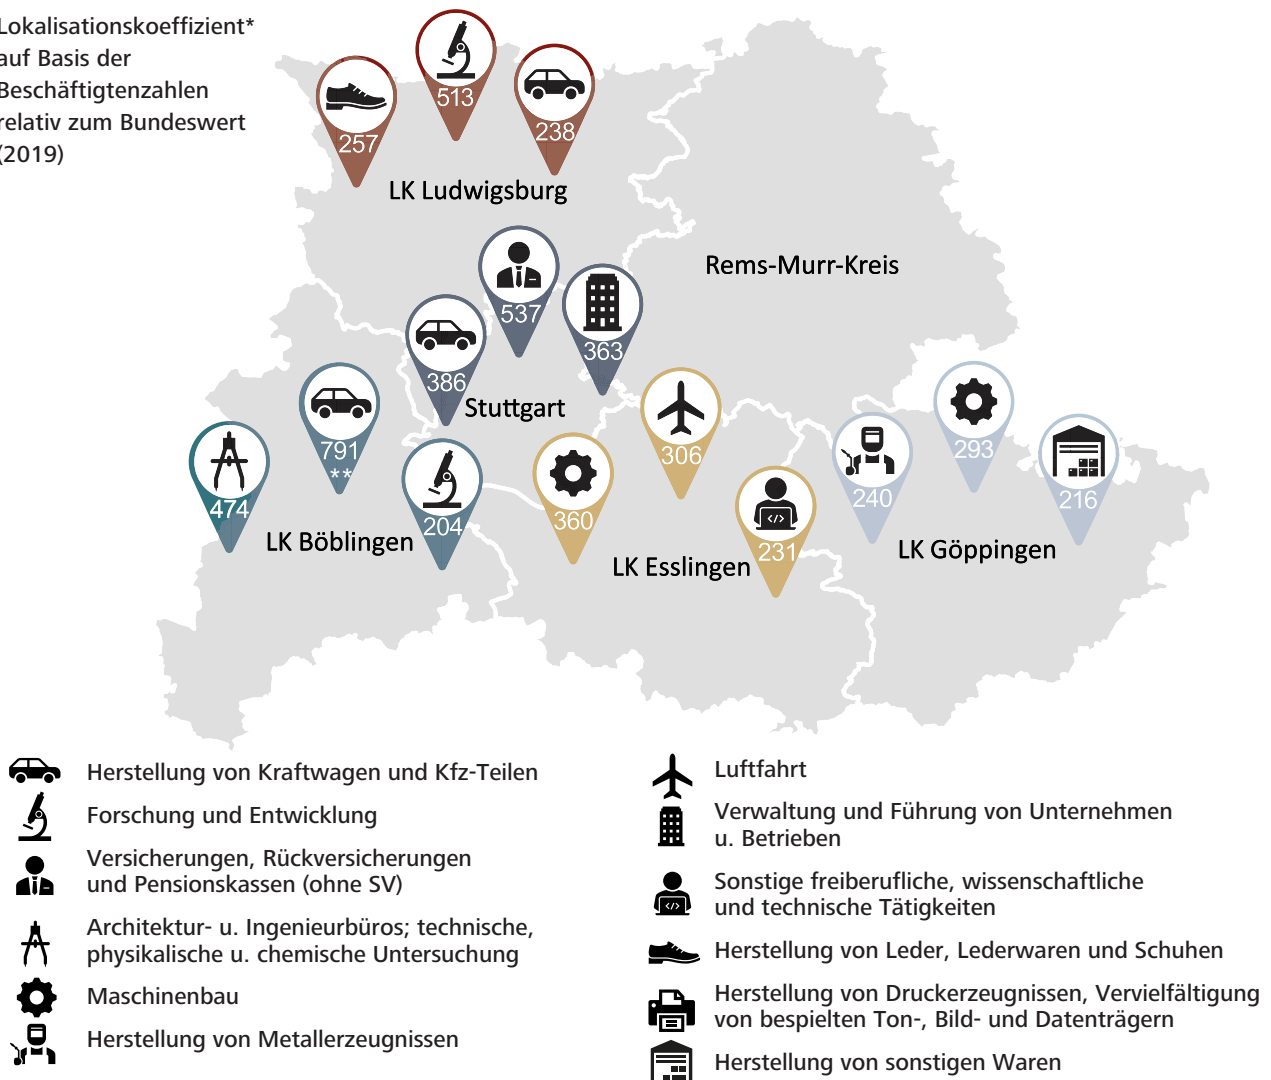 Lokalisationskoeffizient*
auf Basis der
Beschäftigtenzahlen
relativ zum Bundeswert
(2019)
513
257
238
LK Ludwigsburg
Rems-Murr-Kreis
537
363
386
Stuttgart
791
**
474
204
LK Böblingen
306
360
231
LK Esslingen
293
240
216
LK Göppingen
Herstellung von Kraftwagen und Kfz-Teilen
Forschung und Entwicklung
Versicherungen, Rückversicherungen
und Pensionskassen (ohne SV)
Architektur- u. Ingenieurbüros; technische,
physikalische u. chemische Untersuchung
Maschinenbau
Herstellung von Metallerzeugnissen
Luftfahrt
Verwaltung und Führung von Unternehmen
u. Betrieben
Sonstige freiberufliche, wissenschaftliche
und technische Tätigkeiten
Herstellung von Leder, Lederwaren und Schuhen
Herstellung von Druckerzeugnissen, Vervielfältigung
von bespielten Ton-, Bild- und Datenträgern
Herstellung von sonstigen Waren